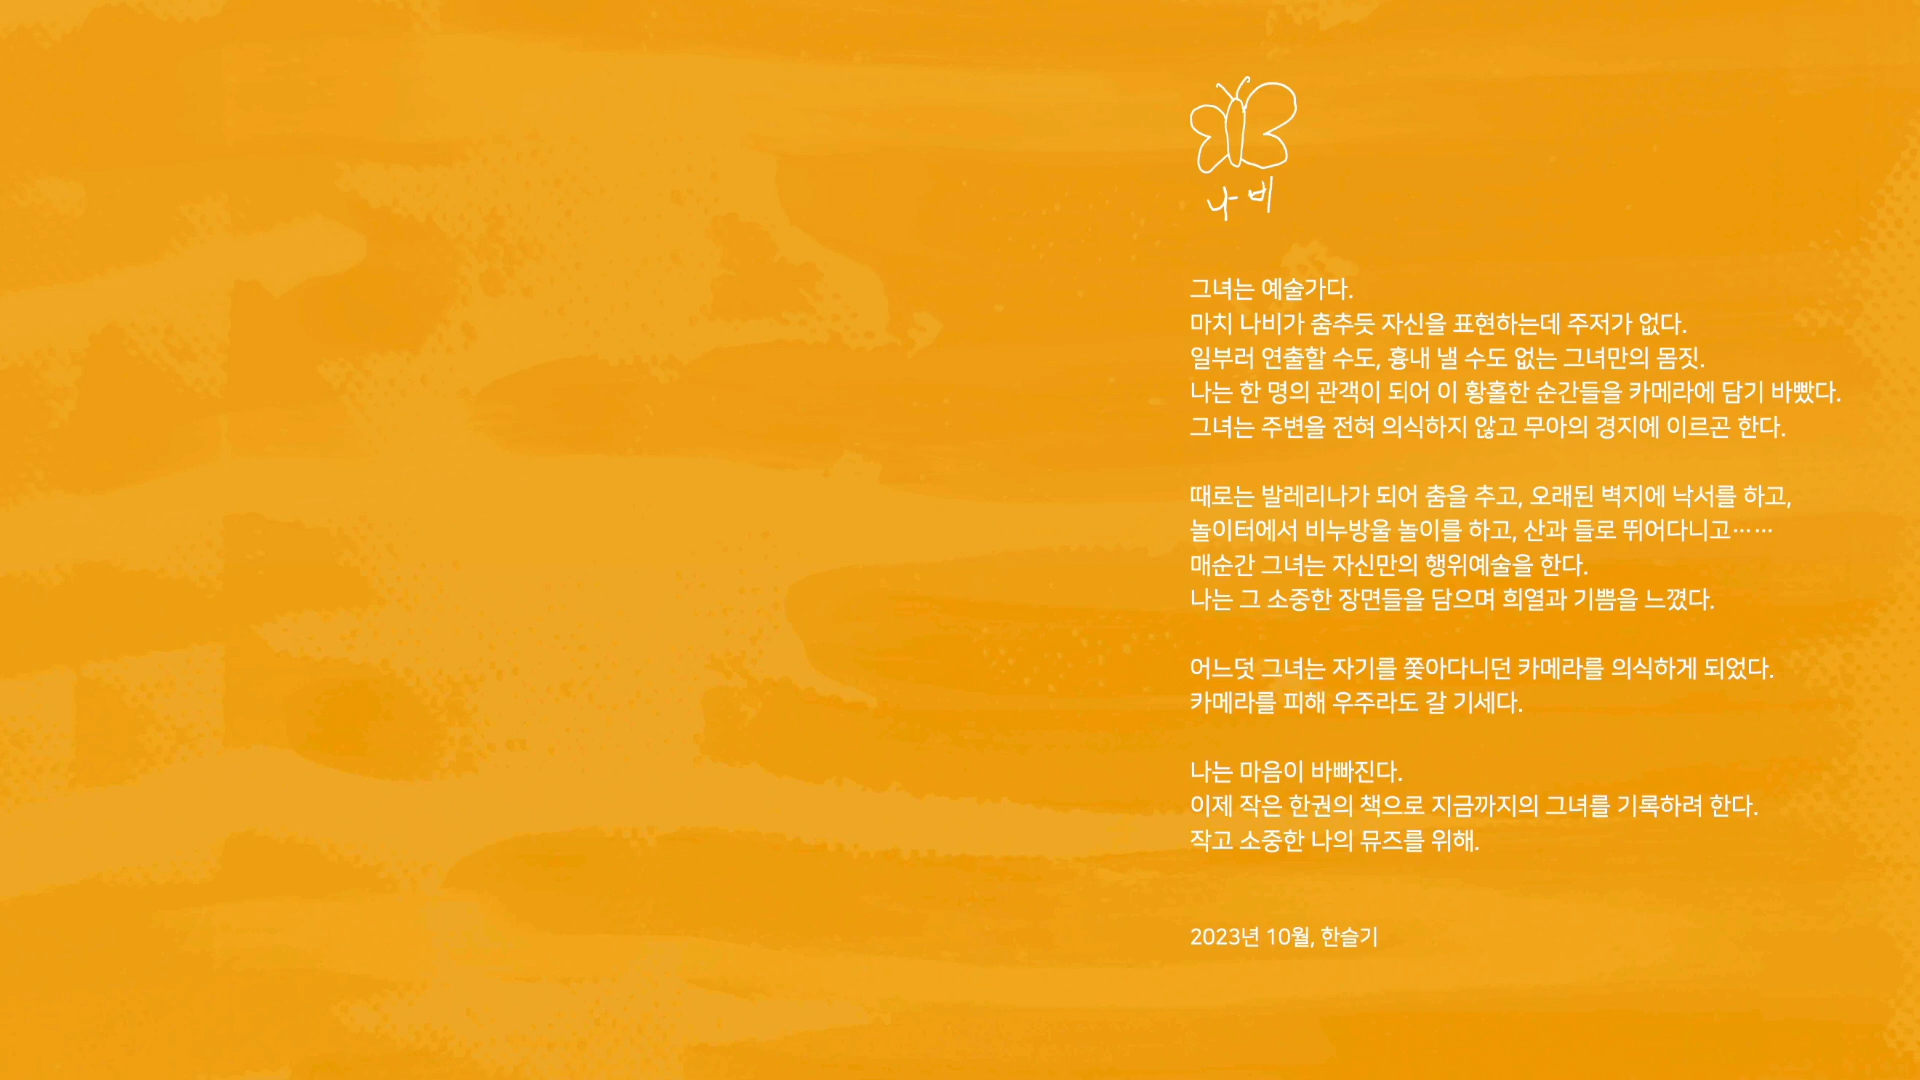 나비
그녀는 예술가다.
마치 나비가 춤추듯 자신을 표현하는데 주저가 없다.
일부러 연출할 수도, 흉내 낼 수도 없는 그녀만의 몸짓.
나는 한 명의 관객이 되어 이 황홀한 순간들을 카메라에 담기 바빴다.
그녀는 주변을 전혀 의식하지 않고 무아의 경지에 이르곤 한다.
때로는 발레리나가 되어 춤을 추고, 오래된 벽지에 낙서를 하고,
놀이터에서 비누방울 놀이를 하고, 산과 들로 뛰어다니고⋯⋯
매순간 그녀는 자신만의 행위예술을 한다.
나는 그 소중한 장면들을 담으며 희열과 기쁨을 느꼈다.
어느덧 그녀는 자기를 쫓아다니던 카메라를 의식하게 되었다.
카메라를 피해 우주라도 갈 기세다.
나는 마음이 바빠진다.
이제 작은 한권의 책으로 지금까지의 그녀를 기록하려 한다.
작고 소중한 나의 뮤즈를 위해.
2023년 10월, 한슬기